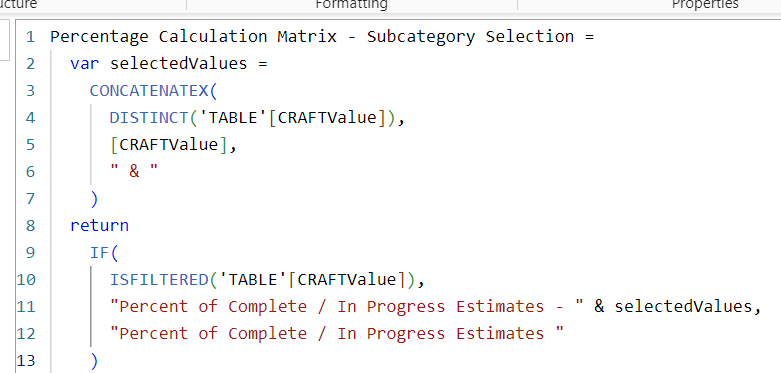 ucture Formatting Properties
1 Percentage Calculation Matrix - Subcategory Selection =
2 var selectedValues =
3 CONCATENATEX(
4 DISTINCT('TABLE'[CRAFTValue]),
5 [CRAFTValue],
6 " & "
7 )
8 return
9 IF(
10 ISFILTERED('TABLE'[CRAFTValue]),
11 "Percent of Complete / In Progress Estimates - " & selectedValues,
12 "Percent of Complete / In Progress Estimates "
13 )